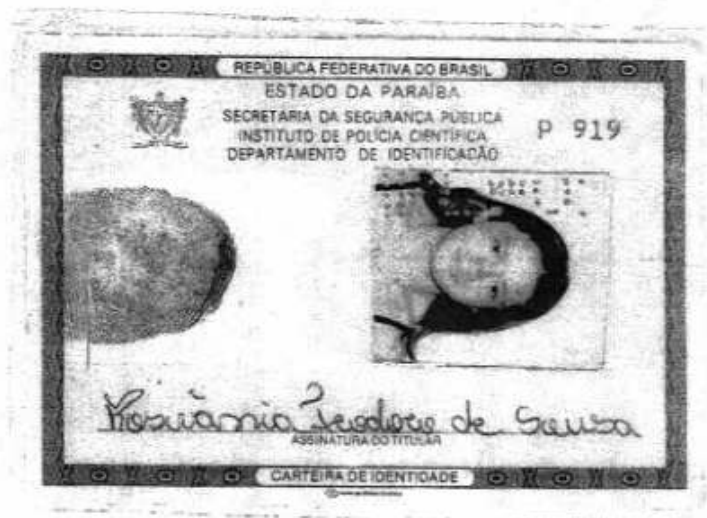 REPÚBLICA FEDERATIVA DO BRASIL
ESTADO DA PARAÍBA
SECRETARIA DA SEGURANÇA PÚBLICA
INSTITUTO DE POLÍCIA CIENTÍFICA
DEPARTAMENTO DE IDENTIFICAÇÃO
P 919
Rosiânia Teodoro de Souza
ASSINATURA DO TITULAR
CARTEIRA DE IDENTIDADE